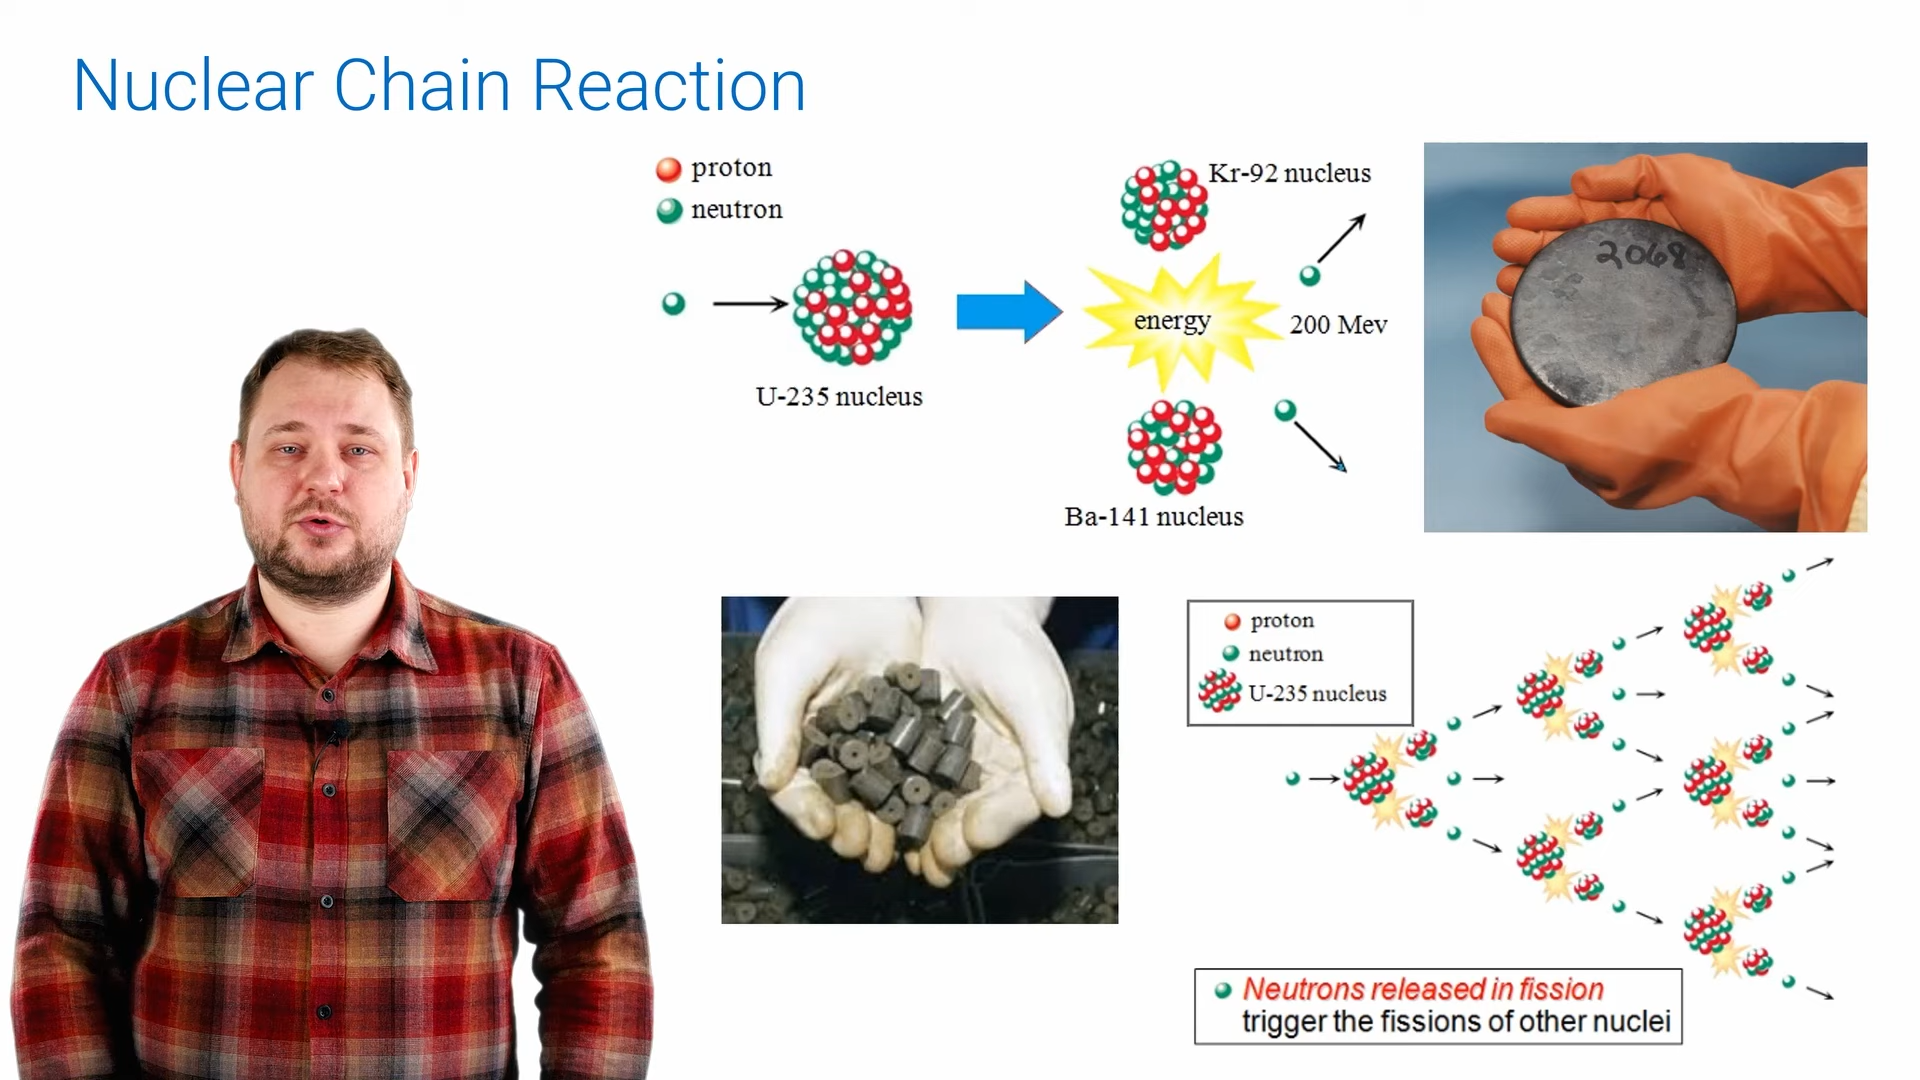 Nuclear Chain Reaction
proton
neutron
U-235 nucleus
Kr-92 nucleus
energy
200 Mev
Ba-141 nucleus
2068
proton
neutron
U-235 nucleus
Neutrons released in fission
trigger the fissions of other nuclei